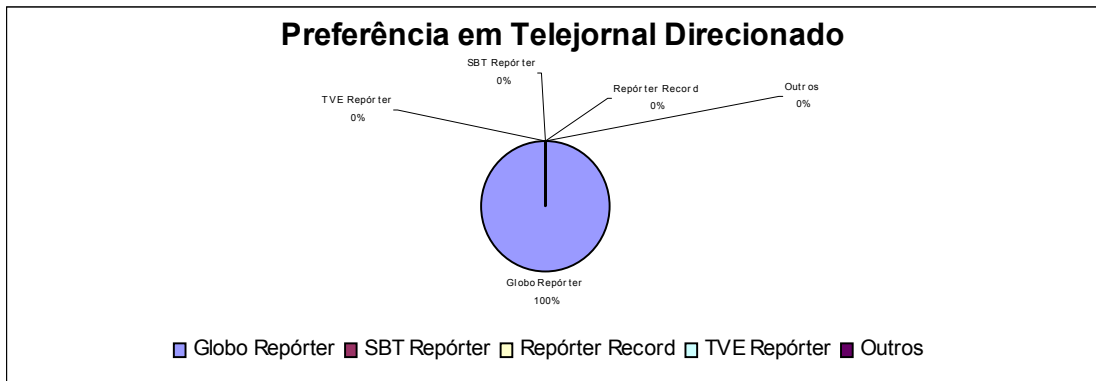 Preferência em Telejornal Direcionado
SBT Repórter
0%
Repórter Record
0%
Outros
0%
TVE Repórter
0%
Globo Repórter
100%
Globo Repórter SBT Repórter Repórter Record TVE Repórter Outros